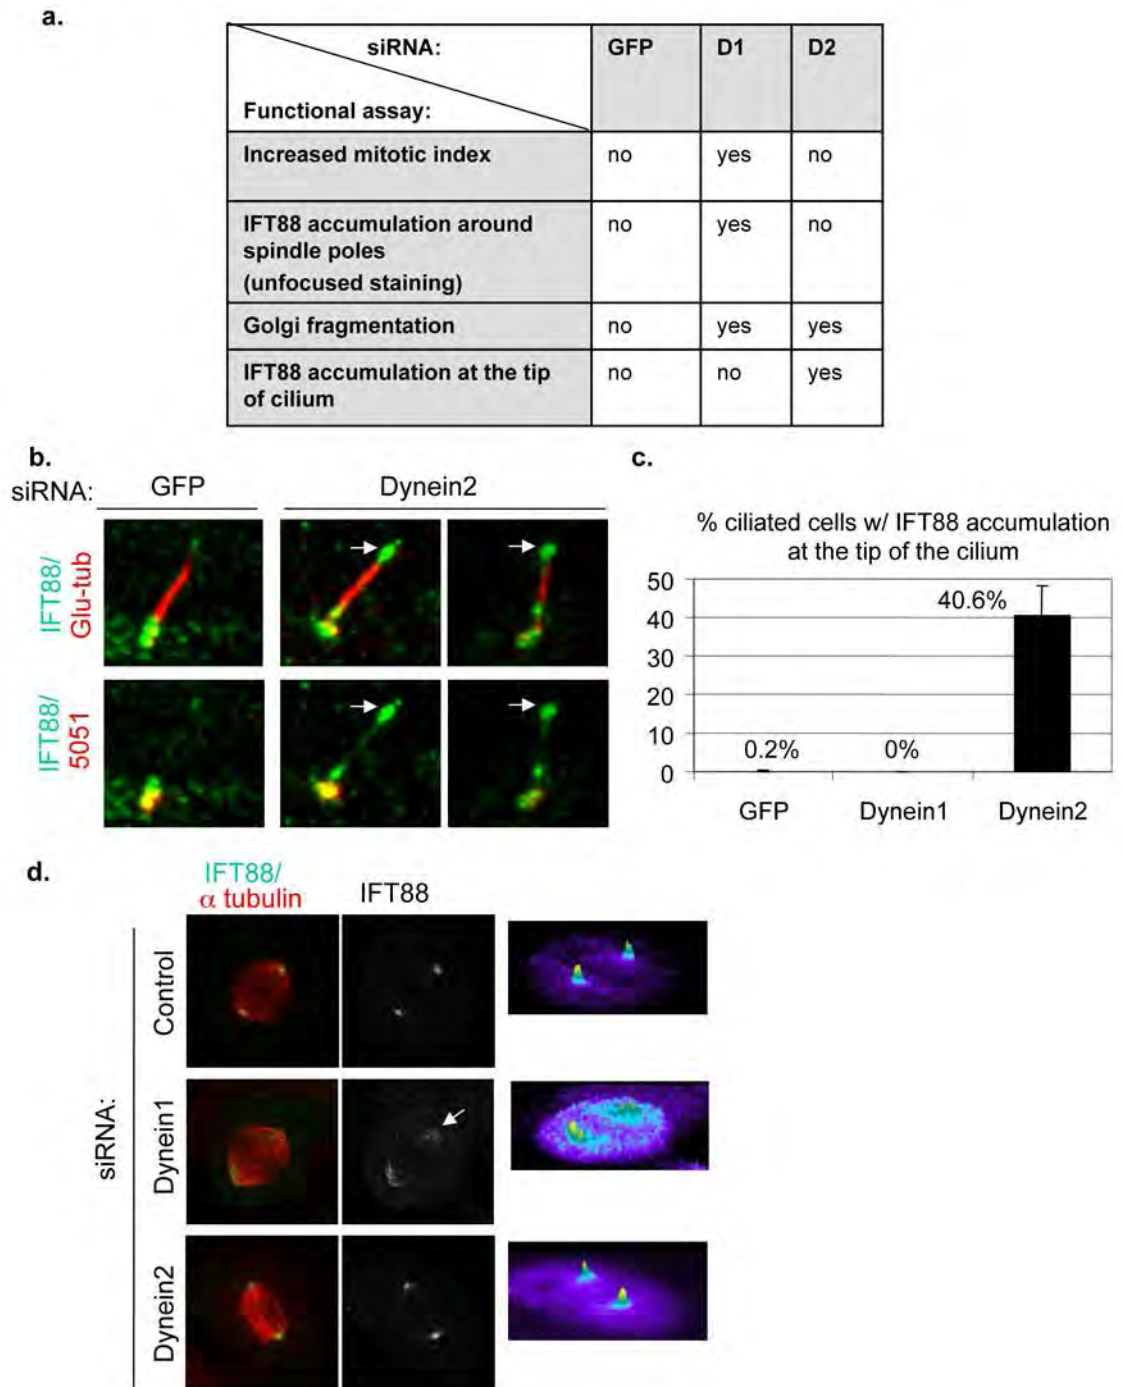 a.
siRNA:
GFP
D1
D2
Functional assay:
Increased mitotic index
no
yes
no
IFT88 accumulation around
spindle poles
(unfocused staining)
no
yes
no
Golgi fragmentation
no
yes
yes
IFT88 accumulation at the tip
of cilium
no
no
yes
b.
siRNA:
GFP
Dynein2
IFT88/
Glu-tub
IFT88/
5051
c.
% ciliated cells w/ IFT88 accumulation
at the tip of the cilium
50
40
30
20
10
0
0.2%
0%
40.6%
GFP
Dynein1
Dynein2
d.
IFT88/
α tubulin
IFT88
siRNA:
Control
Dynein1
Dynein2